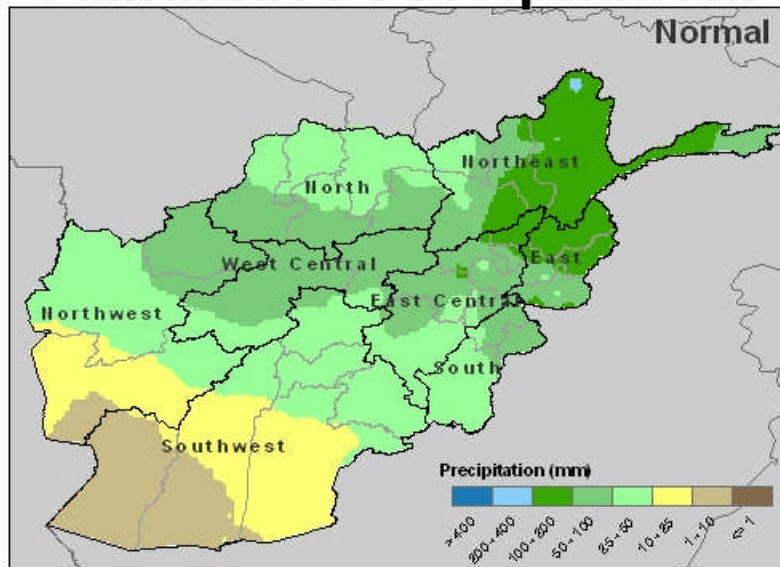 Normal
Northeast
North
East
West Central
East Central
Northwest
South
Southwest
Precipitation (mm)
> 400
200 - 400
100 - 200
50 - 100
25 - 50
10 - 25
1 - 10
<= 1